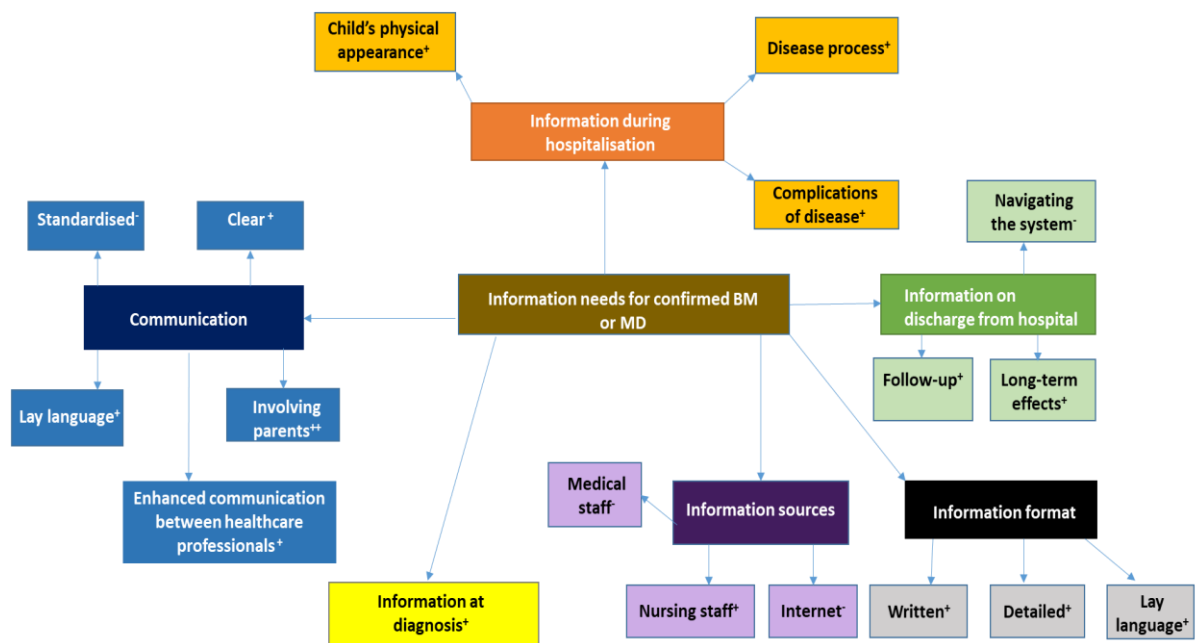 Child's physical
appearance⁺
Disease process⁺
Information during
hospitalisation
Complications
of disease⁺
Navigating
the system⁻
Standardised⁻
Clear ⁺
Communication
Information needs for confirmed BM
or MD
Information on
discharge from hospital
Lay language⁺
Involving
parents⁺⁺
Follow-up⁺
Long-term
effects⁺
Enhanced communication
between healthcare
professionals⁺
Medical
staff⁻
Information sources
Information format
Information at
diagnosis⁺
Nursing staff⁺
Internet⁻
Written⁺
Detailed⁺
Lay
language⁺